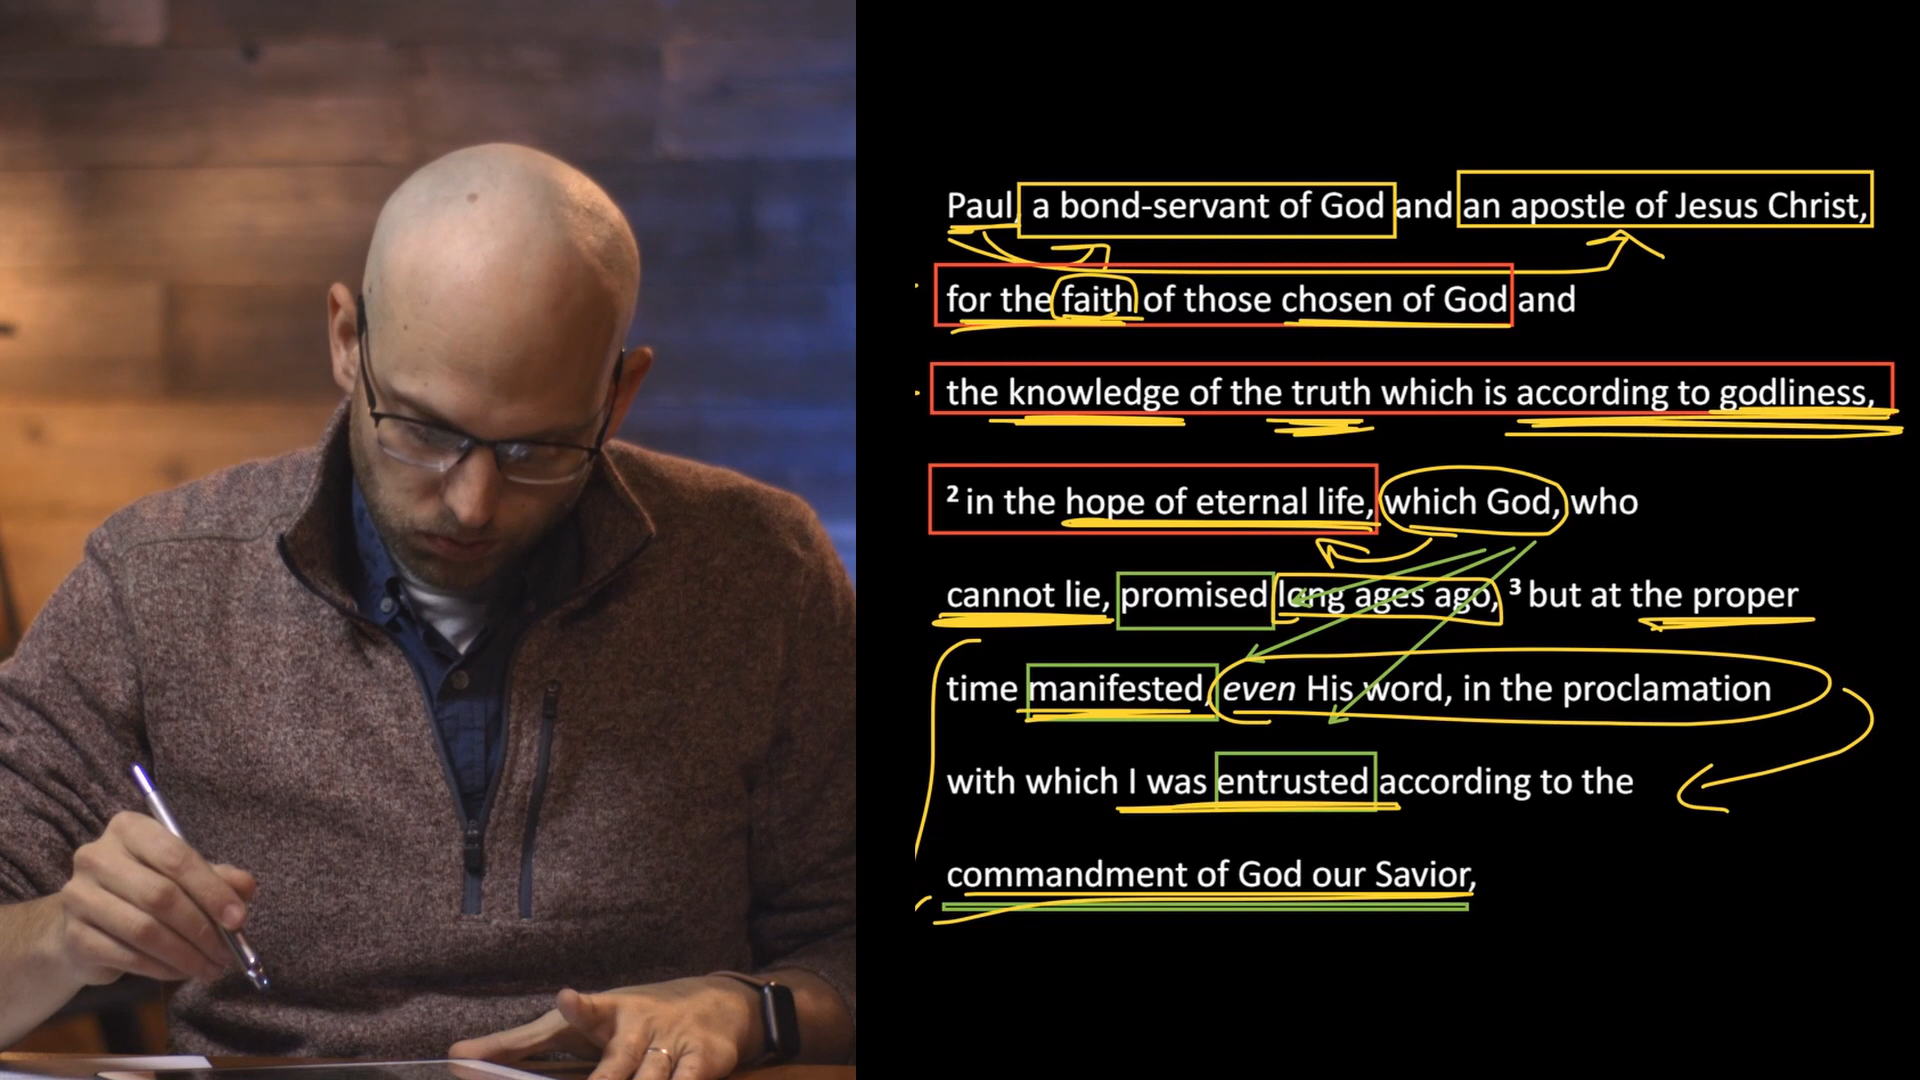 Paul, a bond-servant of God and an apostle of Jesus Christ,
for the faith of those chosen of God and
the knowledge of the truth which is according to godliness,
2 in the hope of eternal life, which God, who
cannot lie, promised long ages ago, 3 but at the proper
time manifested, even His word, in the proclamation
with which I was entrusted according to the
commandment of God our Savior,